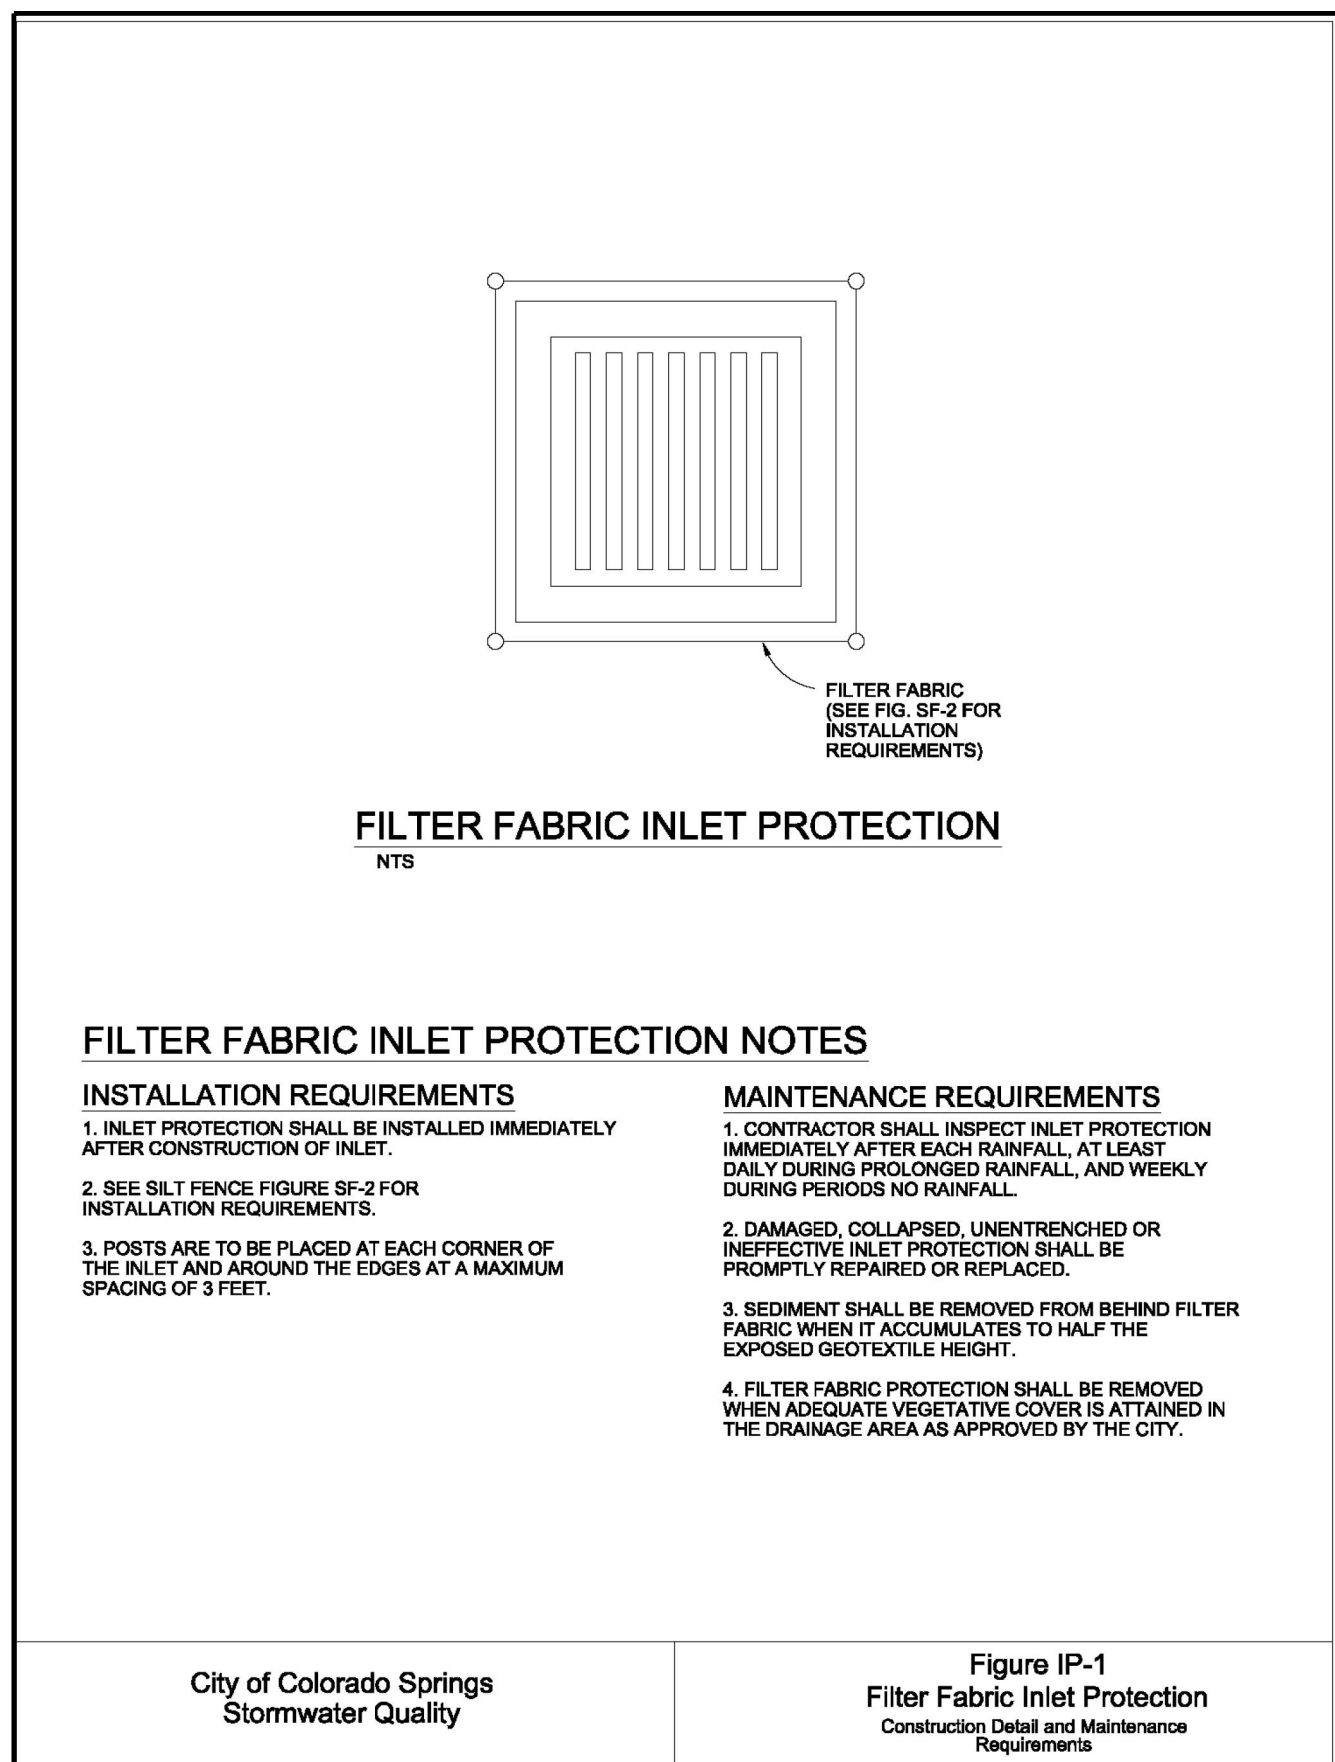 FILTER FABRIC
(SEE FIG. SF-2 FOR
INSTALLATION
REQUIREMENTS)
FILTER FABRIC INLET PROTECTION
NTS
FILTER FABRIC INLET PROTECTION NOTES
INSTALLATION REQUIREMENTS
1. INLET PROTECTION SHALL BE INSTALLED IMMEDIATELY
AFTER CONSTRUCTION OF INLET.
2. SEE SILT FENCE FIGURE SF-2 FOR
INSTALLATION REQUIREMENTS.
3. POSTS ARE TO BE PLACED AT EACH CORNER OF
THE INLET AND AROUND THE EDGES AT A MAXIMUM
SPACING OF 3 FEET.
MAINTENANCE REQUIREMENTS
1. CONTRACTOR SHALL INSPECT INLET PROTECTION
IMMEDIATELY AFTER EACH RAINFALL, AT LEAST
DAILY DURING PROLONGED RAINFALL, AND WEEKLY
DURING PERIODS NO RAINFALL.
2. DAMAGED, COLLAPSED, UNENTRENCHED OR
INEFFECTIVE INLET PROTECTION SHALL BE
PROMPTLY REPAIRED OR REPLACED.
3. SEDIMENT SHALL BE REMOVED FROM BEHIND FILTER
FABRIC WHEN IT ACCUMULATES TO HALF THE
EXPOSED GEOTEXTILE HEIGHT.
4. FILTER FABRIC PROTECTION SHALL BE REMOVED
WHEN ADEQUATE VEGETATIVE COVER IS ATTAINED IN
THE DRAINAGE AREA AS APPROVED BY THE CITY.
City of Colorado Springs
Stormwater Quality
Figure IP-1
Filter Fabric Inlet Protection
Construction Detail and Maintenance
Requirements